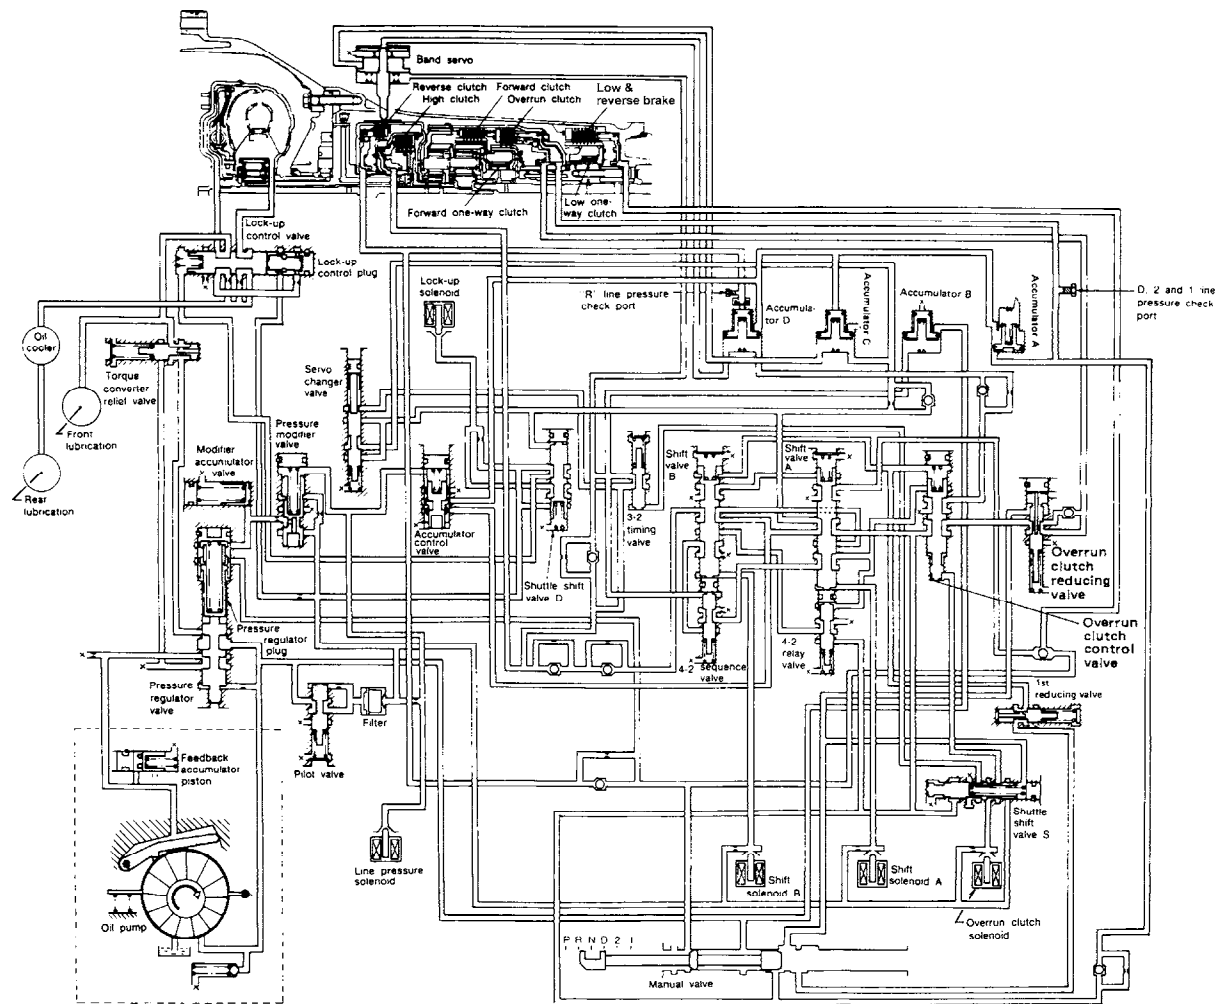 Band servo
Reverse clutch
High clutch
Forward clutch
Overrun clutch
Low &
reverse brake
Forward one-way clutch
Low one-
way clutch
Lock-up
control valve
Lock-up
control plug
Lock-up
solenoid
"R" line pressure
check port
Accumula-
tor D
Accumulator C
Accumulator B
Accumulator A
D, 2 and 1 line
pressure check
port
Oil
cooler
Torque
converter
relief valve
Front
lubrication
Rear
lubrication
Servo
changer
valve
Pressure
modifier
valve
Modifier
accumulator
valve
Accumulator
control
valve
Shuttle shift
valve D
3-2
timing
valve
Shift
valve
B
Shift
valve
A
Overrun
clutch
reducing
valve
Overrun
clutch
control
valve
Pressure
regulator
plug
Pressure
regulator
valve
4-2 sequence
valve
4-2
relay
valve
1st
reducing valve
Filter
Pilot valve
Feedback
accumulator
piston
Shuttle
shift
valve S
Line pressure
solenoid
Shift
solenoid B
Shift
solenoid A
Overrun clutch
solenoid
Oil pump
P R N D 2 1
Manual valve